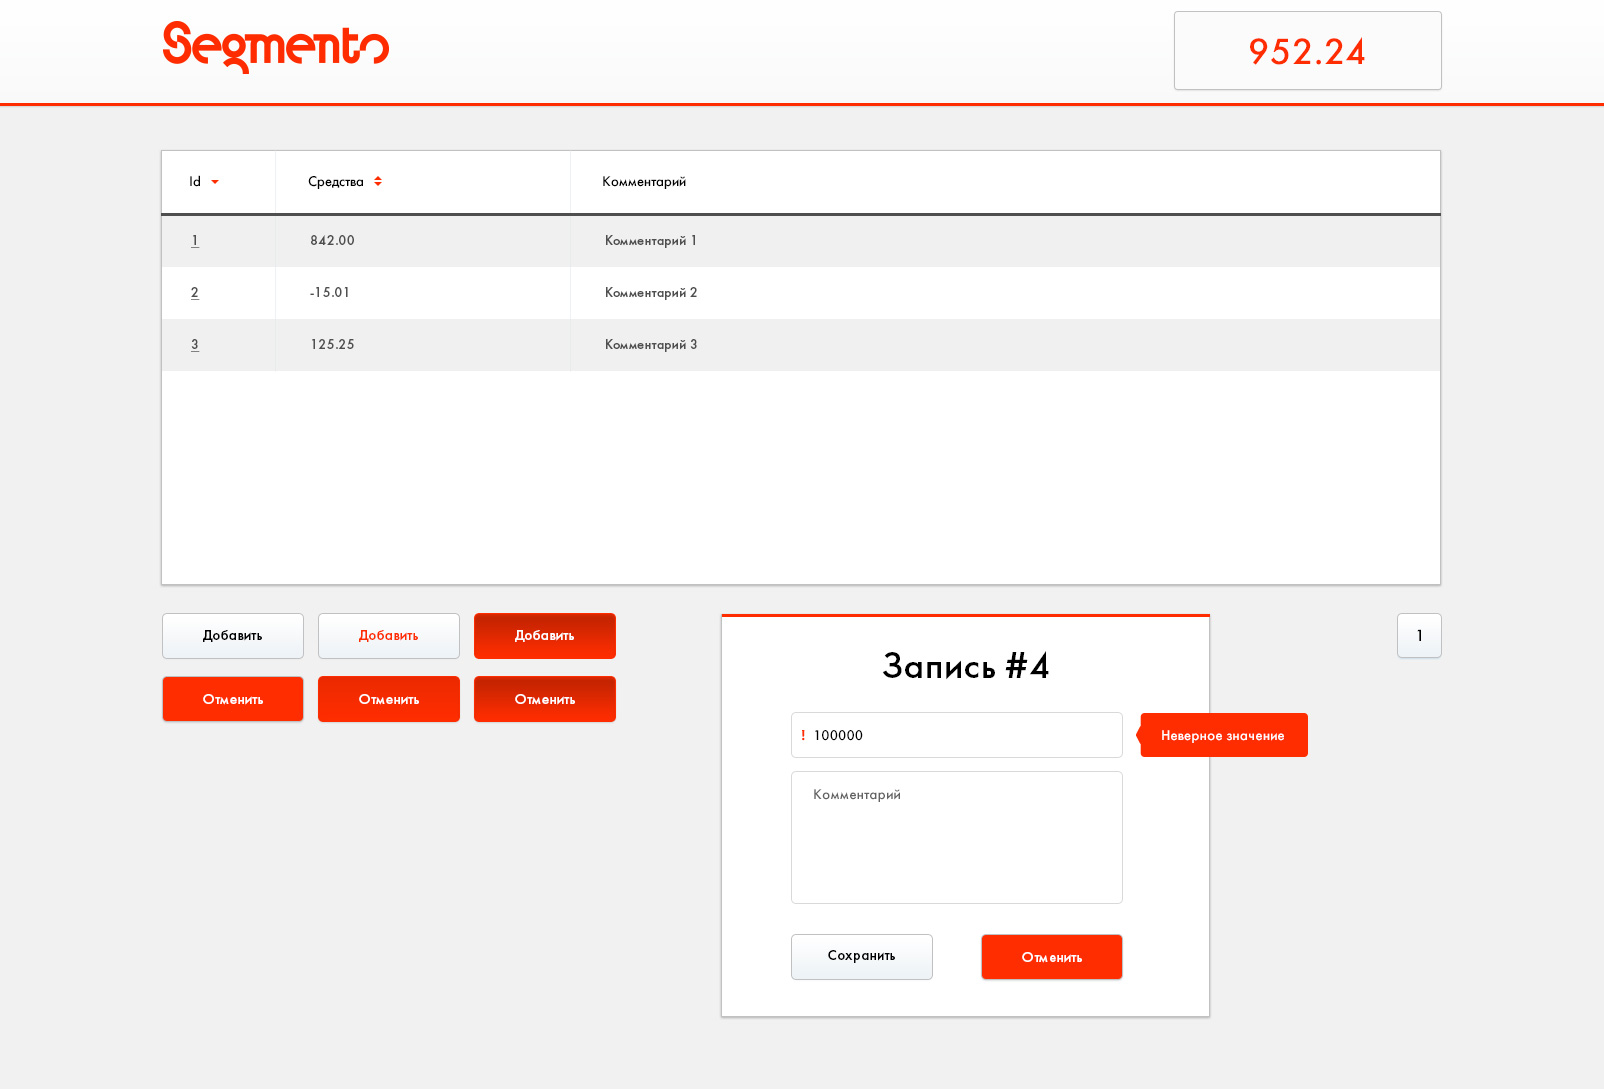 Segmento
952.24
Id Средства Комментарий
1 842.00 Комментарий 1
2 -15.01 Комментарий 2
3 125.25 Комментарий 3
Добавить Добавить Добавить
1
Отменить Отменить Отменить
Запись #4
! 100000
Неверное значение
Комментарий
Сохранить Отменить